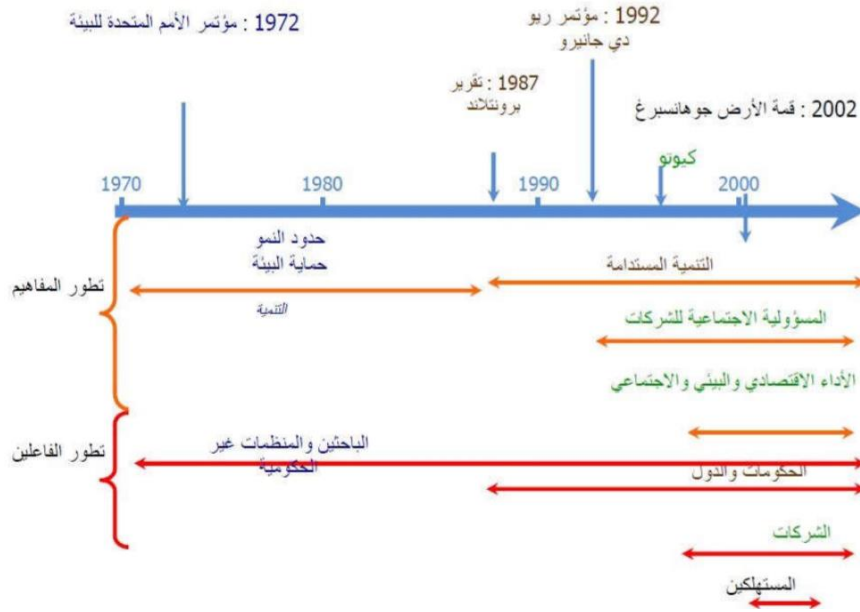 1972 : مؤتمر الأمم المتحدة للبيئة
1992 : مؤتمر ريو
دي جانيرو
1987 : تقرير
برونتلاند
2002 : قمة الأرض جوهانسبرغ
كيوتو
1970
1980
1990
2000
تطور المفاهيم
حدود النمو
حماية البيئة
التنمية
التنمية المستدامة
المسؤولية الاجتماعية للشركات
الأداء الاقتصادي والبيئي والاجتماعي
تطور الفاعلين
الباحثين والمنظمات غير
الحكومية
الحكومات والدول
الشركات
المستهلكين